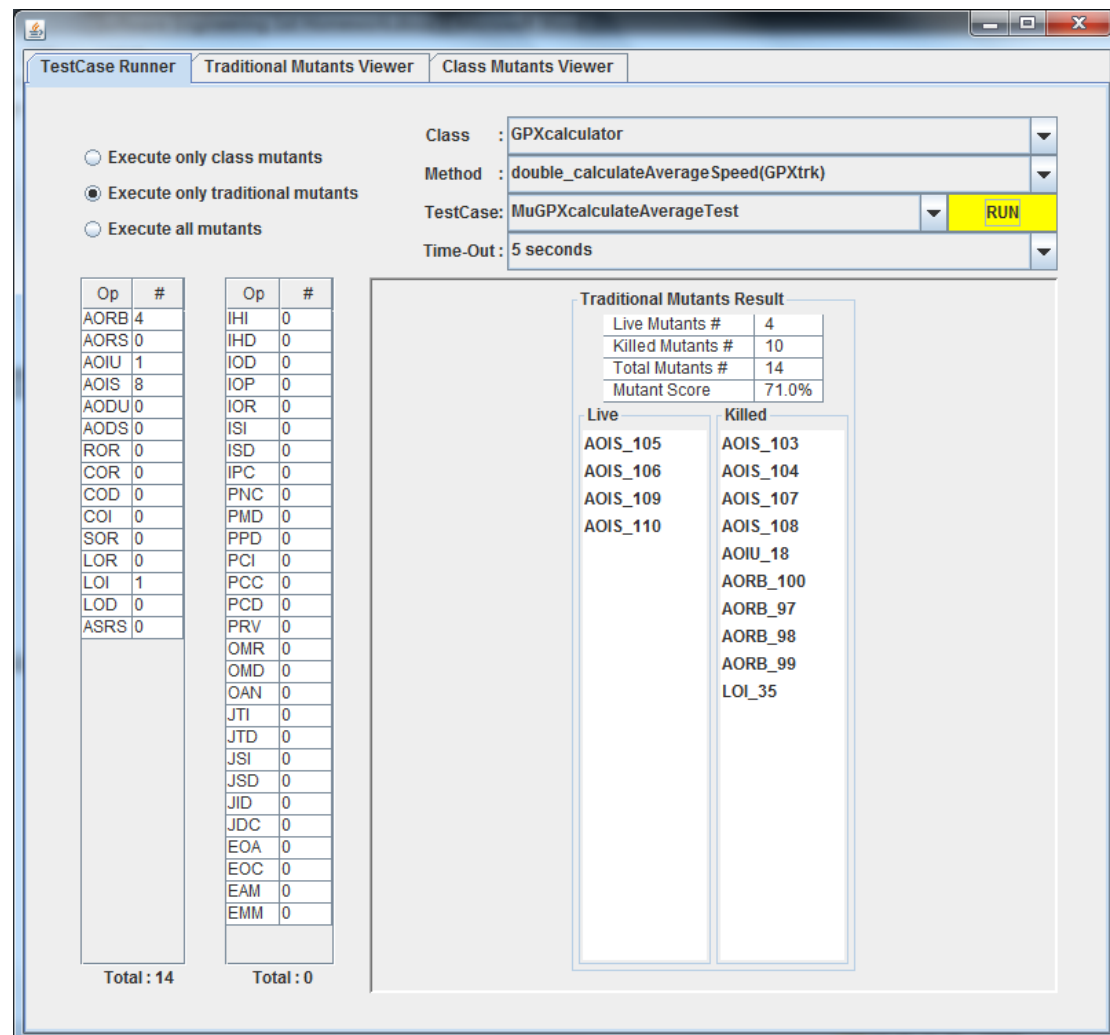 TestCase Runner Traditional Mutants Viewer Class Mutants Viewer
Execute only class mutants
Execute only traditional mutants
Execute all mutants
Class : GPXcalculator
Method : double_calculateAverageSpeed(GPXtrk)
TestCase: MuGPXcalculateAverageTest RUN
Time-Out : 5 seconds
Op #
AORB 4
AORS 0
AOIU 1
AOIS 8
AODU 0
AODS 0
ROR 0
COR 0
COD 0
COI 0
SOR 0
LOR 0
LOI 1
LOD 0
ASRS 0
Total : 14
Op #
IHI 0
IHD 0
IOD 0
IOP 0
IOR 0
ISI 0
ISD 0
IPC 0
PNC 0
PMD 0
PPD 0
PCI 0
PCC 0
PCD 0
PRV 0
OMR 0
OMD 0
OAN 0
JTI 0
JTD 0
JSI 0
JSD 0
JID 0
JDC 0
EOA 0
EOC 0
EAM 0
EMM 0
Total : 0
Traditional Mutants Result
Live Mutants # 4
Killed Mutants # 10
Total Mutants # 14
Mutant Score 71.0%
Live
AOIS_105
AOIS_106
AOIS_109
AOIS_110
Killed
AOIS_103
AOIS_104
AOIS_107
AOIS_108
AOIU_18
AORB_100
AORB_97
AORB_98
AORB_99
LOI_35